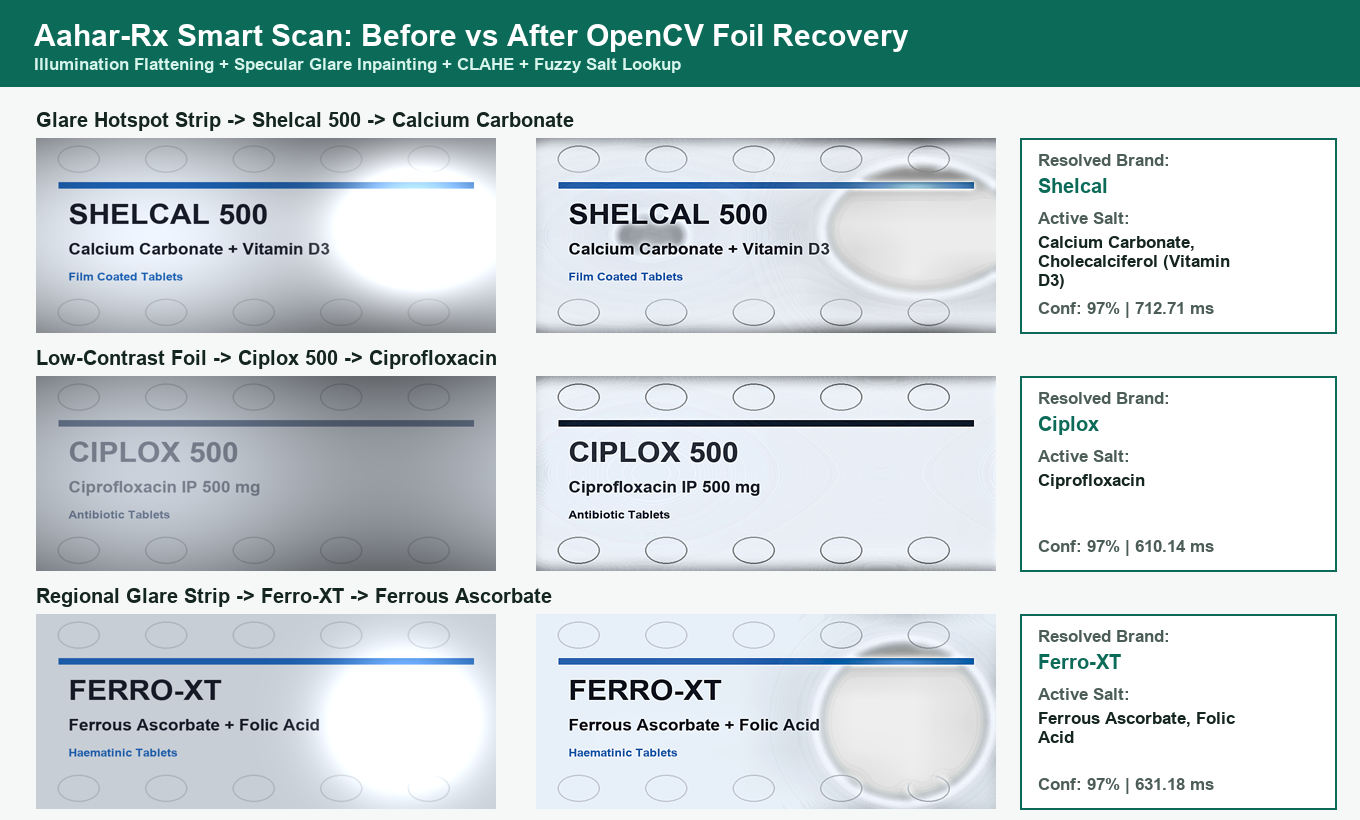 Aahar-Rx Smart Scan: Before vs After OpenCV Foil Recovery
Illumination Flattening + Specular Glare Inpainting + CLAHE + Fuzzy Salt Lookup
Glare Hotspot Strip -> Shelcal 500 -> Calcium Carbonate
SHELCAL 500
Calcium Carbonate + Vitamin D3
Film Coated Tablets
SHELCAL 500
Calcium Carbonate + Vitamin D3
Film Coated Tablets
Resolved Brand:
Shelcal
Active Salt:
Calcium Carbonate,
Cholecalciferol (Vitamin
D3)
Conf: 97% | 712.71 ms
Low-Contrast Foil -> Ciplox 500 -> Ciprofloxacin
CIPLOX 500
Ciprofloxacin IP 500 mg
Antibiotic Tablets
CIPLOX 500
Ciprofloxacin IP 500 mg
Antibiotic Tablets
Resolved Brand:
Ciplox
Active Salt:
Ciprofloxacin
Conf: 97% | 610.14 ms
Regional Glare Strip -> Ferro-XT -> Ferrous Ascorbate
FERRO-XT
Ferrous Ascorbate + Folic Acid
Haematinic Tablets
FERRO-XT
Ferrous Ascorbate + Folic Acid
Haematinic Tablets
Resolved Brand:
Ferro-XT
Active Salt:
Ferrous Ascorbate, Folic
Acid
Conf: 97% | 631.18 ms